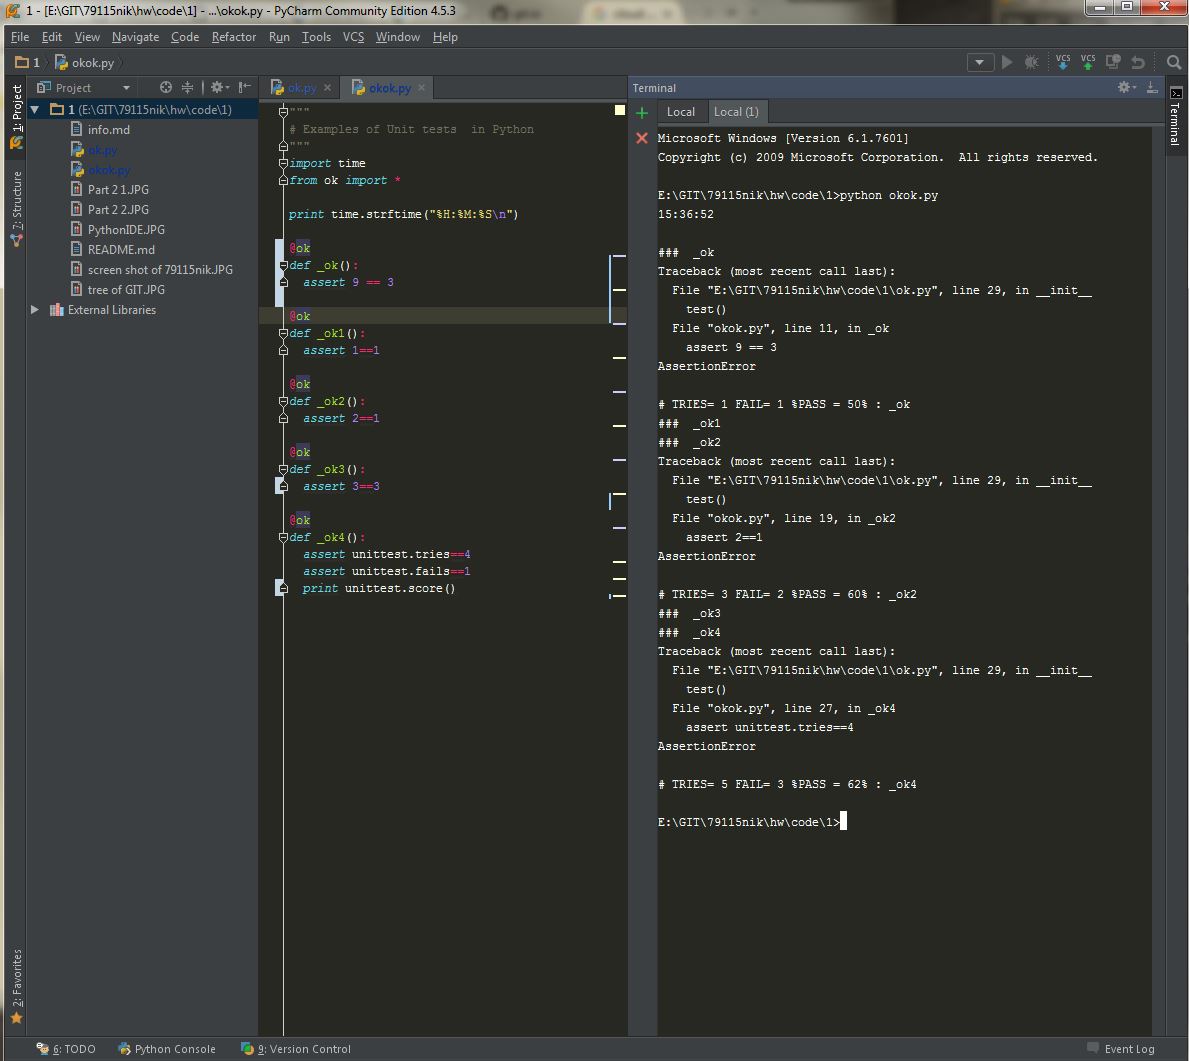 1 - [E:\GIT\79115nik\hw\code\1] - ...\okok.py - PyCharm Community Edition 4.5.3
File Edit View Navigate Code Refactor Run Tools VCS Window Help
1 okok.py
VCS VCS
1: Project
7: Structure
2: Favorites
Project
1 (E:\GIT\79115nik\hw\code\1)
info.md
ok.py
okok.py
Part 2 1.JPG
Part 2 2.JPG
PythonIDE.JPG
README.md
screen shot of 79115nik.JPG
tree of GIT.JPG
External Libraries
ok.py okok.py
"""
# Examples of Unit tests  in Python
"""
import time
from ok import *
print time.strftime("%H:%M:%S\n")
@ok
def _ok():
assert 9 == 3
@ok
def _ok1():
assert 1==1
@ok
def _ok2():
assert 2==1
@ok
def _ok3():
assert 3==3
@ok
def _ok4():
assert unittest.tries==4
assert unittest.fails==1
print unittest.score()
Terminal
Local Local (1)
Microsoft Windows [Version 6.1.7601]
Copyright (c) 2009 Microsoft Corporation.  All rights reserved.
E:\GIT\79115nik\hw\code\1>python okok.py
15:36:52
###  _ok
Traceback (most recent call last):
File "E:\GIT\79115nik\hw\code\1\ok.py", line 29, in __init__
test()
File "okok.py", line 11, in _ok
assert 9 == 3
AssertionError
# TRIES= 1 FAIL= 1 %PASS = 50% : _ok
###  _ok1
###  _ok2
Traceback (most recent call last):
File "E:\GIT\79115nik\hw\code\1\ok.py", line 29, in __init__
test()
File "okok.py", line 19, in _ok2
assert 2==1
AssertionError
# TRIES= 3 FAIL= 2 %PASS = 60% : _ok2
###  _ok3
###  _ok4
Traceback (most recent call last):
File "E:\GIT\79115nik\hw\code\1\ok.py", line 29, in __init__
test()
File "okok.py", line 27, in _ok4
assert unittest.tries==4
AssertionError
# TRIES= 5 FAIL= 3 %PASS = 62% : _ok4
E:\GIT\79115nik\hw\code\1>
Terminal
6: TODO Python Console 9: Version Control Event Log